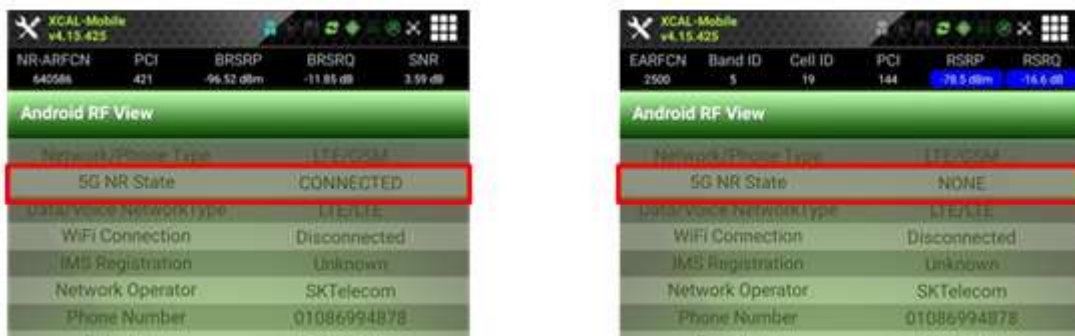 XCAL-Mobile
v4.15.425
NR-ARFCN PCI BRSRP BRSRQ SNR
640586 421 -96.52 dBm -11.85 dB 3.59 dB
Android RF View
Network/Phone Type LTE/GSM
5G NR State CONNECTED
Data/Voice NetworkType LTE/LTE
WiFi Connection Disconnected
IMS Registration Unknown
Network Operator SKTelecom
Phone Number 01086994878
XCAL-Mobile
v4.15.425
EARFCN Band ID Cell ID PCI RSRP RSRQ
2500 5 19 144 -78.5 dBm -16.6 dB
Android RF View
Network/Phone Type LTE/GSM
5G NR State NONE
Data/Voice NetworkType LTE/LTE
WiFi Connection Disconnected
IMS Registration Unknown
Network Operator SKTelecom
Phone Number 01086994878